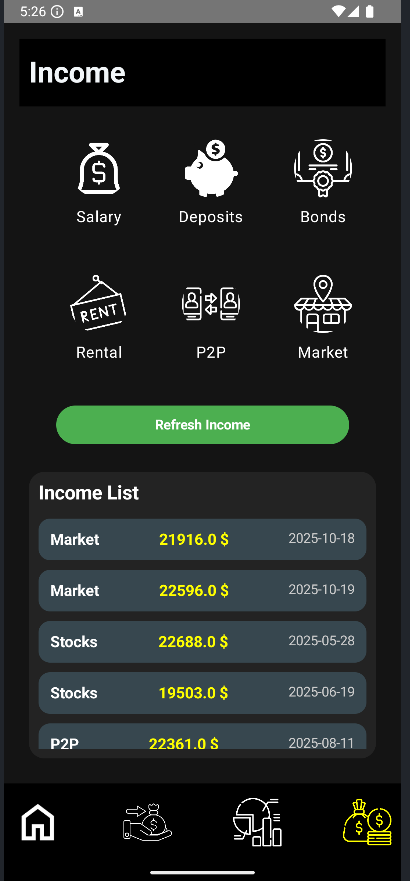 5:26
Income
$ $ $
Salary Deposits Bonds
RENT
Rental P2P Market
Refresh Income
Income List
Market 21916.0 $ 2025-10-18
Market 22596.0 $ 2025-10-19
Stocks 22688.0 $ 2025-05-28
Stocks 19503.0 $ 2025-06-19
P2P 22361.0 $ 2025-08-11
$ $ $